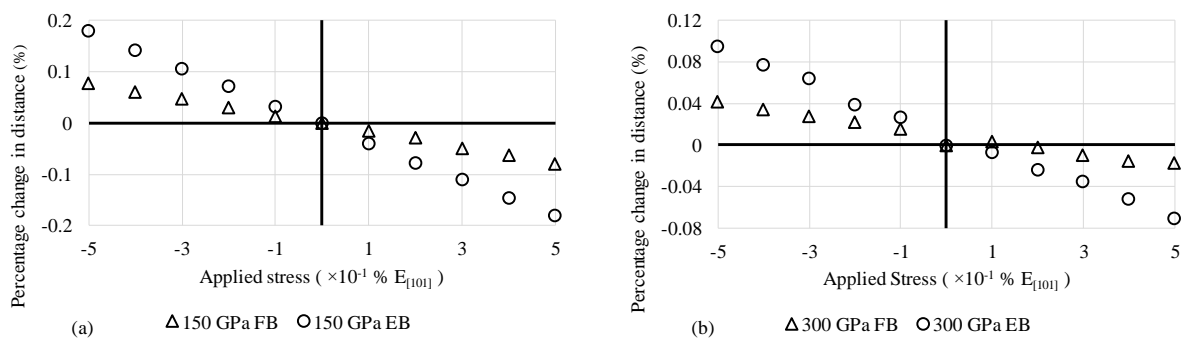 Percentage change in distance (%)
0.2
0.1
0
-0.1
-0.2
-5
-3
-1
1
3
5
Applied stress ( ×10⁻¹ % E[101] )
150 GPa FB
150 GPa EB
(a)
Percentage change in distance (%)
0.12
0.08
0.04
0
-0.04
-0.08
-5
-3
-1
1
3
5
Applied Stress ( ×10⁻¹ % E[101] )
300 GPa FB
300 GPa EB
(b)